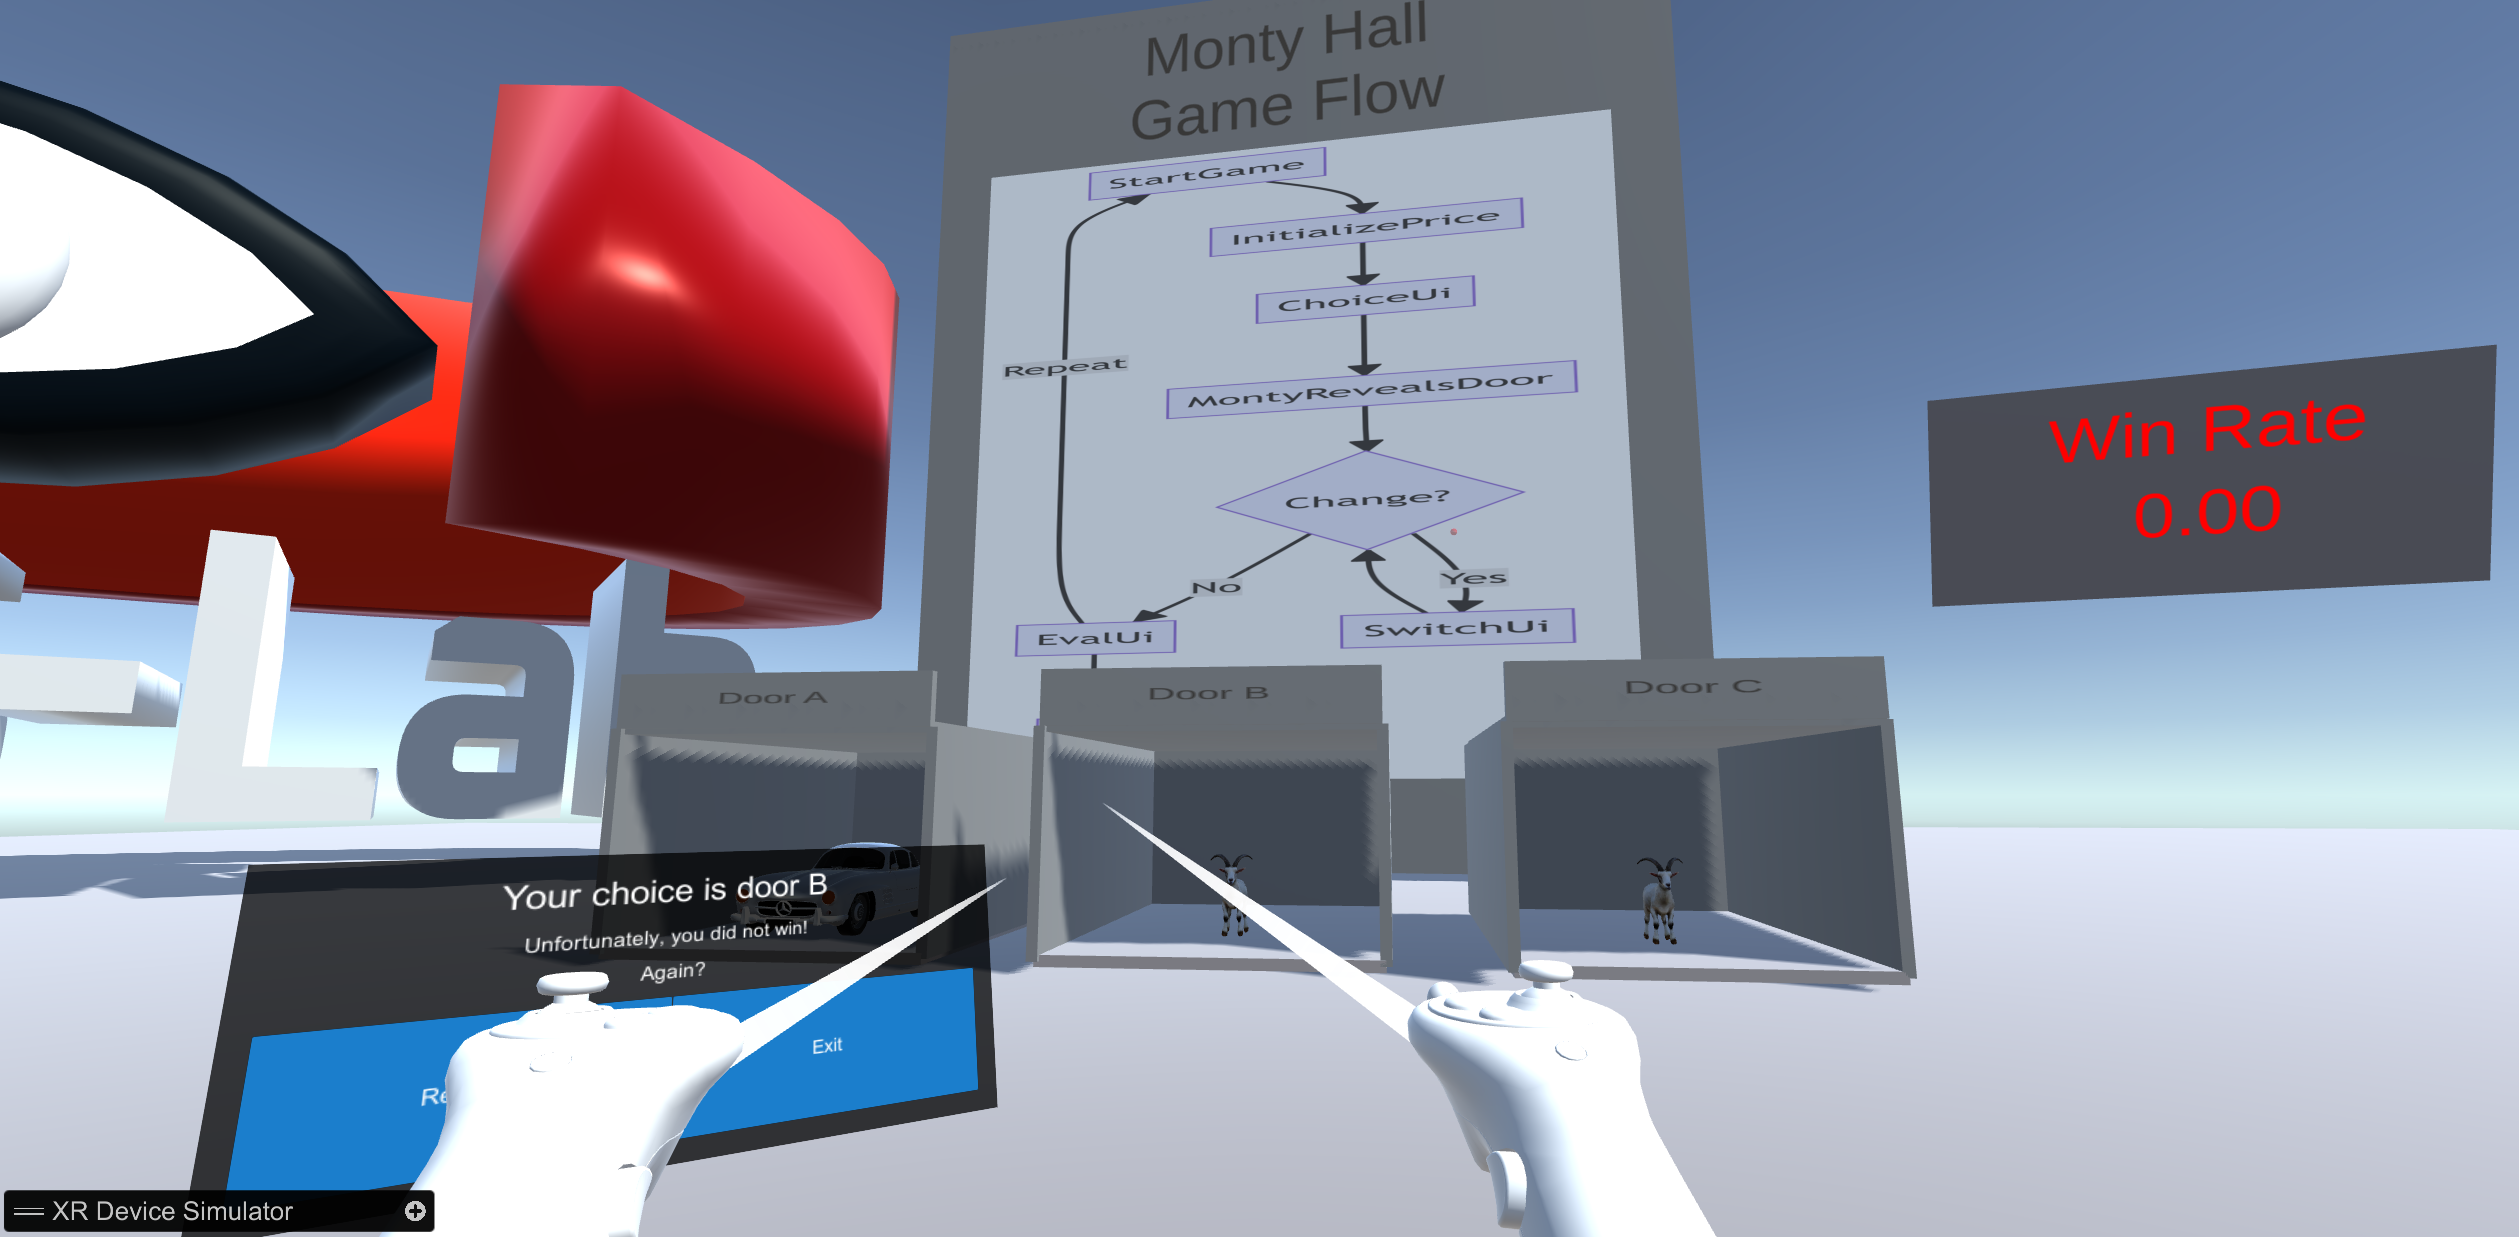 Monty Hall
Game Flow
StartGame
InitializePrice
ChoiceUi
Repeat
MontyRevealsDoor
Change?
No
Yes
EvalUi
SwitchUi
Win Rate
0.00
Lab
Door A
Door B
Door C
Your choice is door B
Unfortunately, you did not win!
Again?
Exit
XR Device Simulator